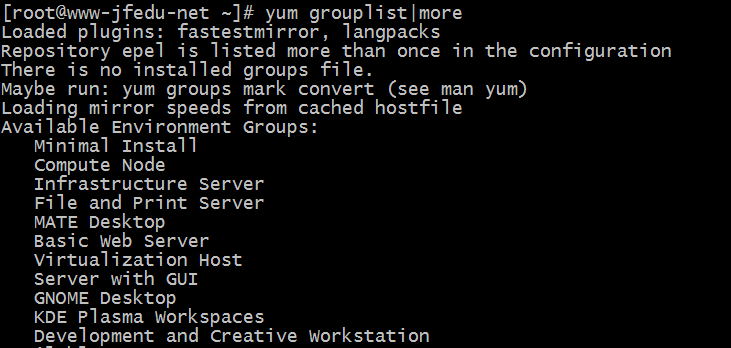 [root@www-jfedu-net ~]# yum grouplist|more
Loaded plugins: fastestmirror, langpacks
Repository epel is listed more than once in the configuration
There is no installed groups file.
Maybe run: yum groups mark convert (see man yum)
Loading mirror speeds from cached hostfile
Available Environment Groups:
   Minimal Install
   Compute Node
   Infrastructure Server
   File and Print Server
   MATE Desktop
   Basic Web Server
   Virtualization Host
   Server with GUI
   GNOME Desktop
   KDE Plasma Workspaces
   Development and Creative Workstation